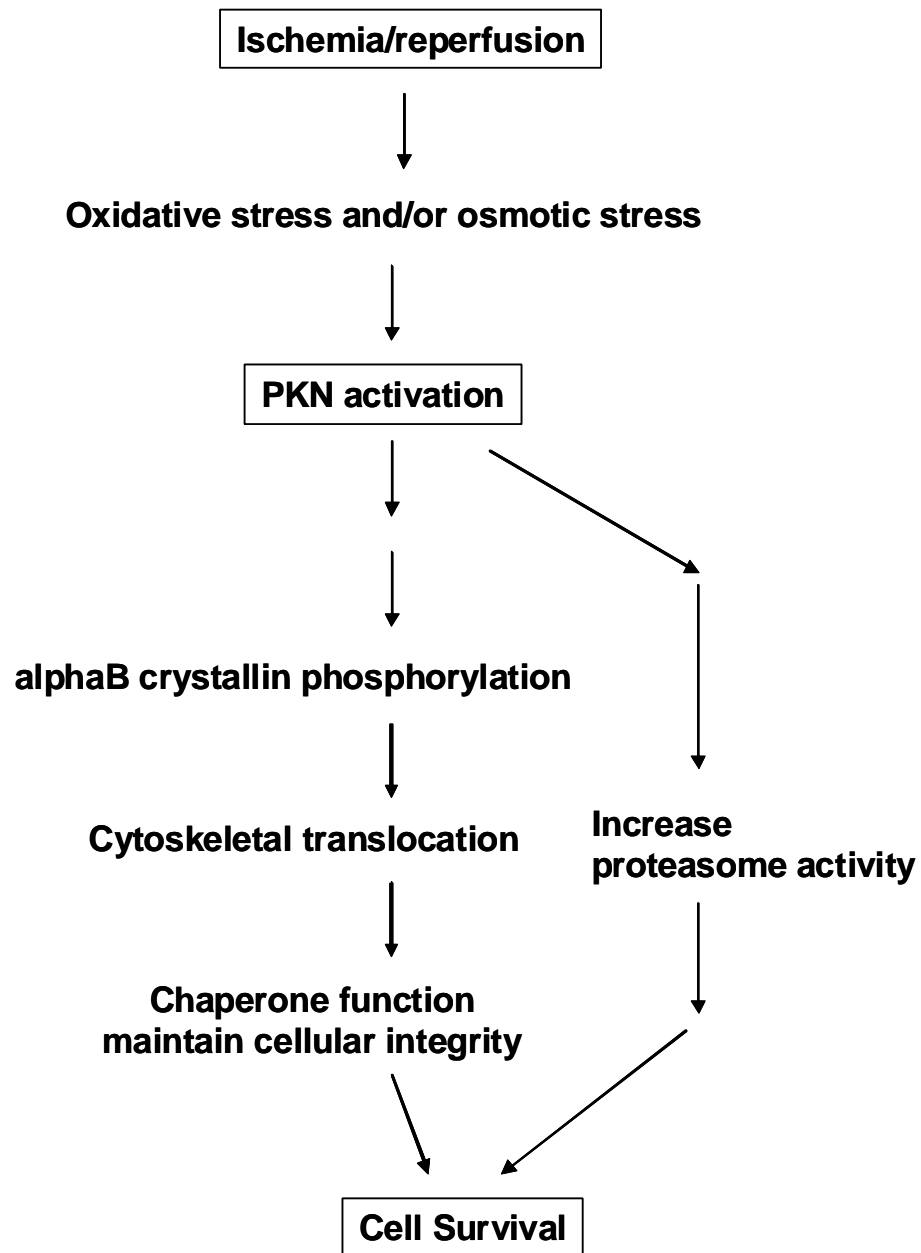 Ischemia/reperfusion
Oxidative stress and/or osmotic stress
PKN activation
alphaB crystallin phosphorylation
Cytoskeletal translocation
Increase
proteasome activity
Chaperone function
maintain cellular integrity
Cell Survival